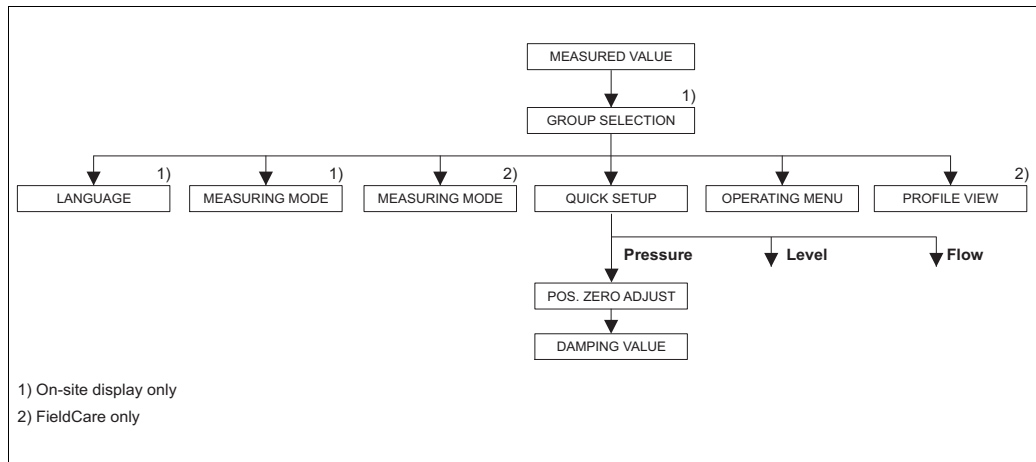 MEASURED VALUE
1)
GROUP SELECTION
1)
1)
2)
2)
LANGUAGE
MEASURING MODE
MEASURING MODE
QUICK SETUP
OPERATING MENU
PROFILE VIEW
Pressure
Level
Flow
POS. ZERO ADJUST
DAMPING VALUE
1) On-site display only
2) FieldCare only